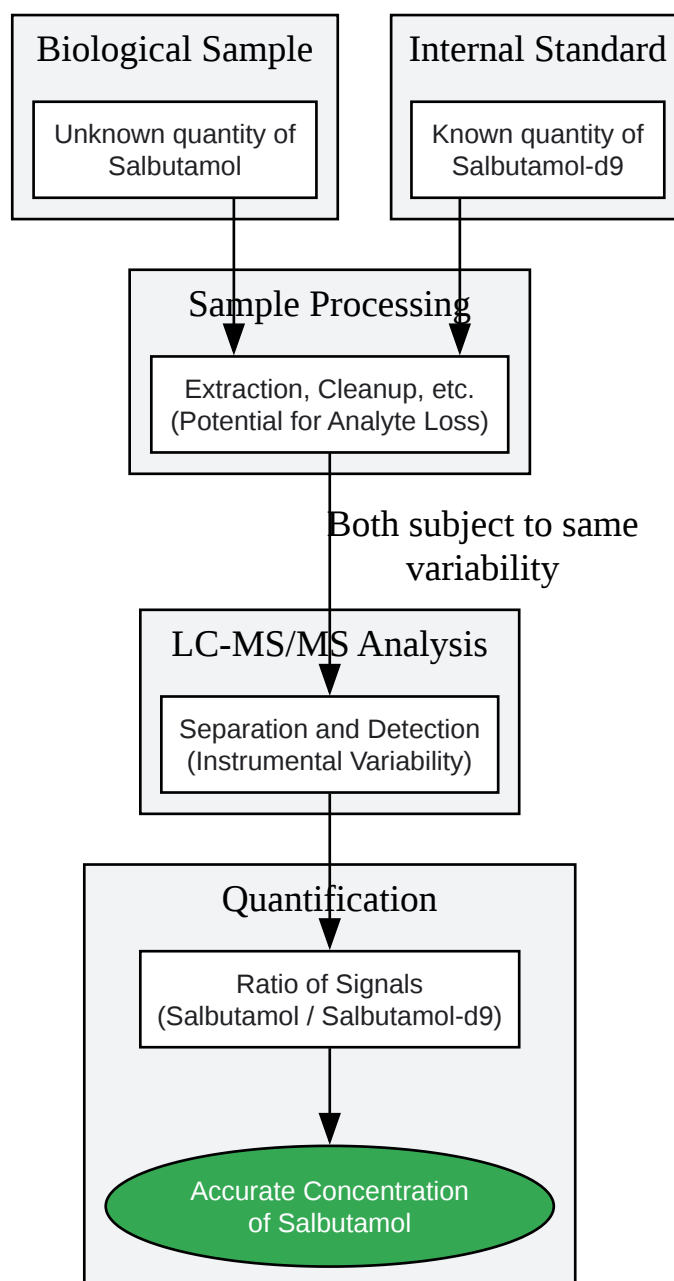 Biological Sample
Unknown quantity of
Salbutamol
Internal Standard
Known quantity of
Salbutamol-d9
Sample Processing
Extraction, Cleanup, etc.
(Potential for Analyte Loss)
Both subject to same
variability
LC-MS/MS Analysis
Separation and Detection
(Instrumental Variability)
Quantification
Ratio of Signals
(Salbutamol / Salbutamol-d9)
Accurate Concentration
of Salbutamol